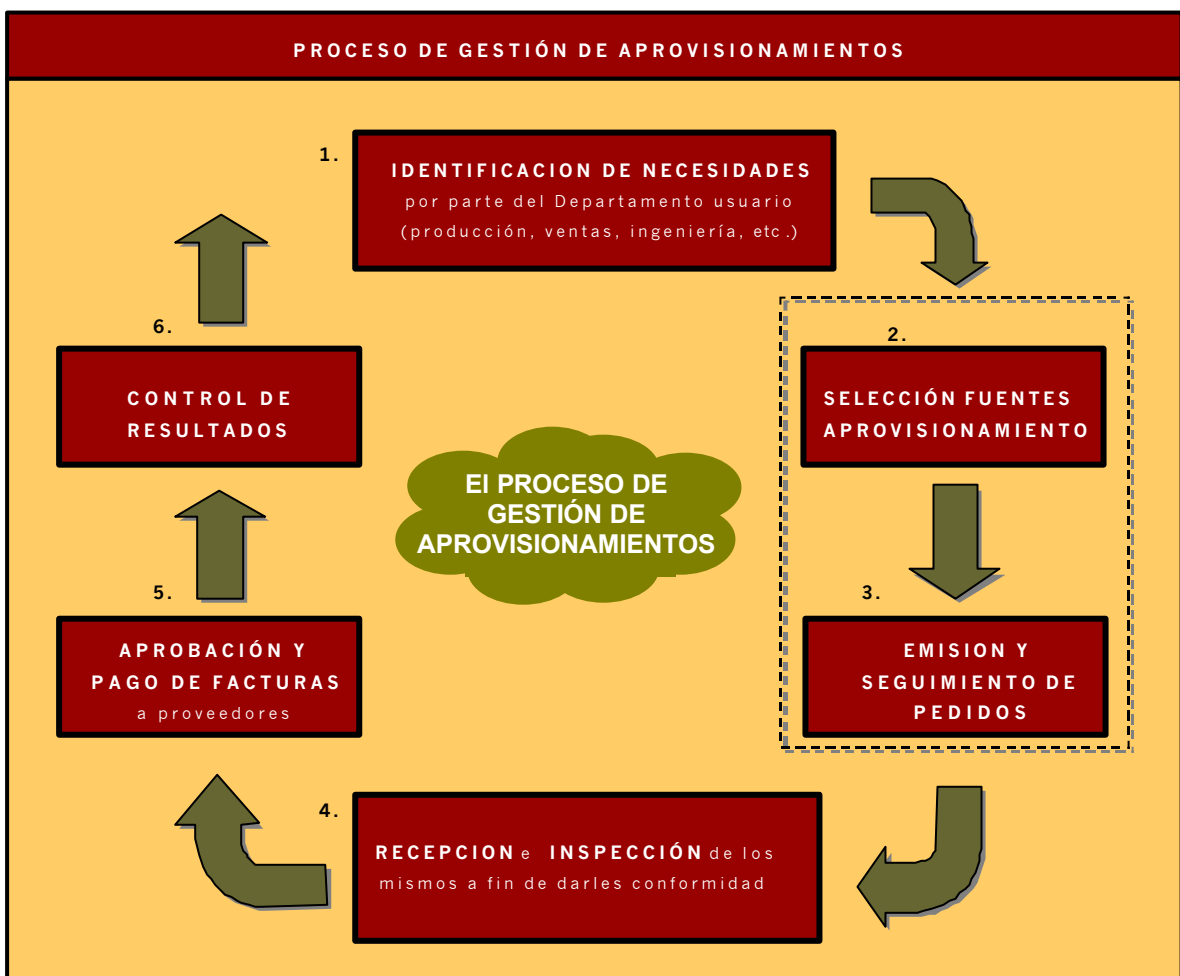 PROCESO DE GESTIÓN DE APROVISIONAMIENTOS
1.
IDENTIFICACION DE NECESIDADES
por parte del Departamento usuario
(producción, ventas, ingeniería, etc.)
2.
SELECCIÓN FUENTES
APROVISIONAMIENTO
3.
EMISION Y
SEGUIMIENTO DE
PEDIDOS
4.
RECEPCION e INSPECCIÓN de los
mismos a fin de darles conformidad
5.
APROBACIÓN Y
PAGO DE FACTURAS
a proveedores
6.
CONTROL DE
RESULTADOS
El PROCESO DE
GESTIÓN DE
APROVISIONAMIENTOS